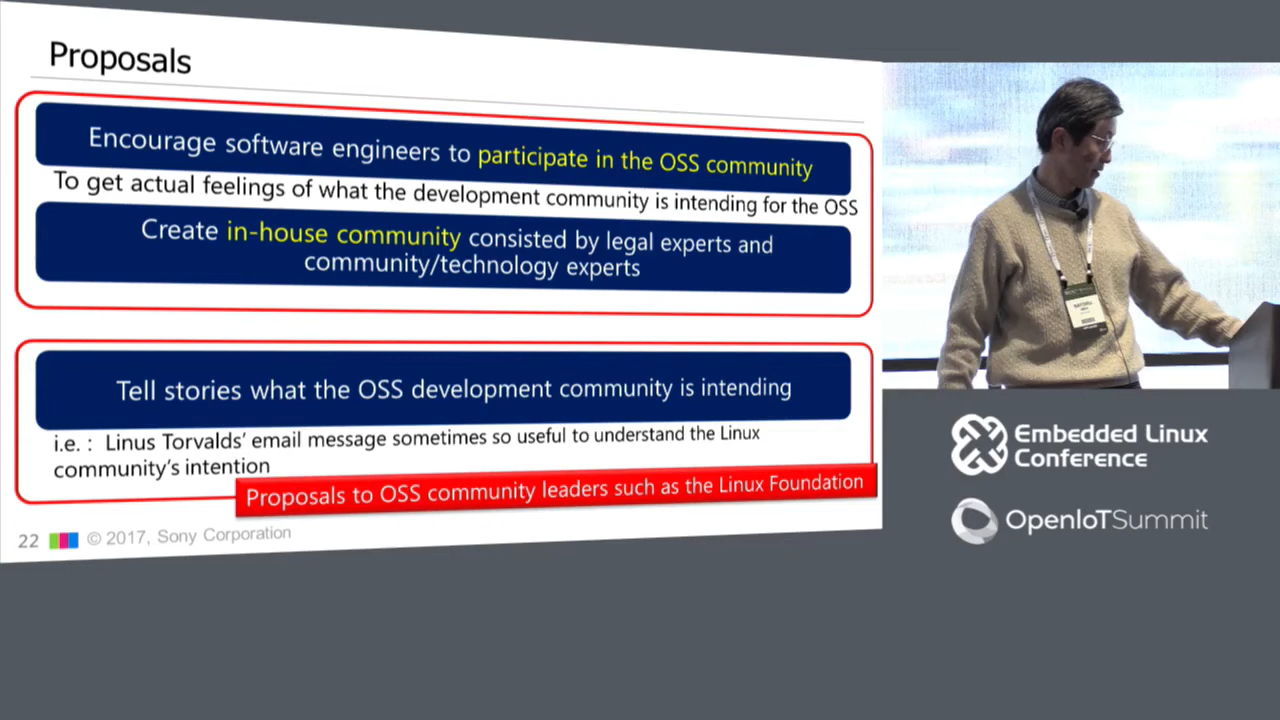 Proposals
Encourage software engineers to participate in the OSS community
To get actual feelings of what the development community is intending for the OSS
Create in-house community consisted by legal experts and
community/technology experts
Tell stories what the OSS development community is intending
i.e. : Linus Torvalds' email message sometimes so useful to understand the Linux
community's intention
Proposals to OSS community leaders such as the Linux Foundation
22 © 2017, Sony Corporation
Embedded Linux
Conference
OpenIoTSummit